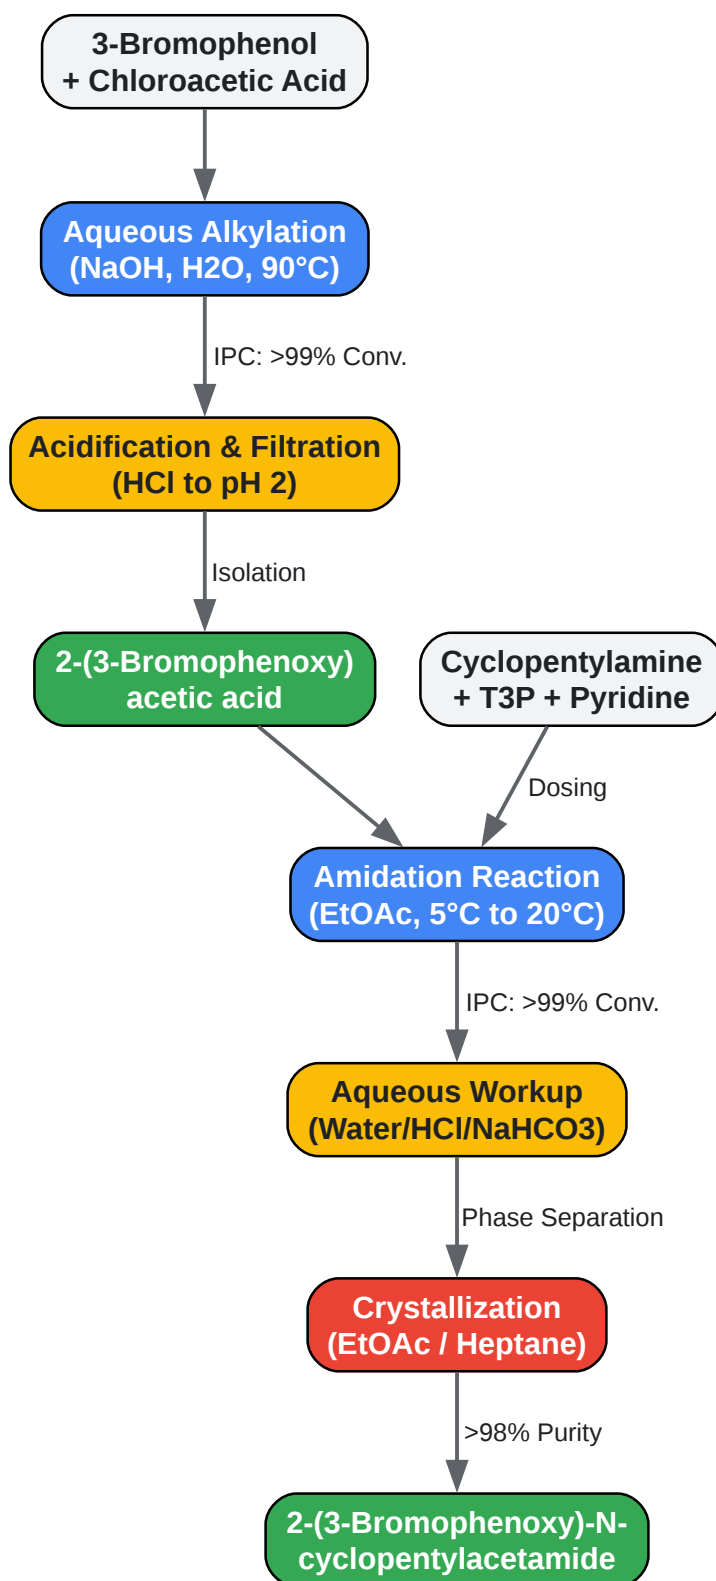 3-Bromophenol
+ Chloroacetic Acid
Aqueous Alkylation
(NaOH, H2O, 90°C)
IPC: >99% Conv.
Acidification & Filtration
(HCl to pH 2)
Isolation
2-(3-Bromophenoxy)
acetic acid
Cyclopentylamine
+ T3P + Pyridine
Dosing
Amidation Reaction
(EtOAc, 5°C to 20°C)
IPC: >99% Conv.
Aqueous Workup
(Water/HCl/NaHCO3)
Phase Separation
Crystallization
(EtOAc / Heptane)
>98% Purity
2-(3-Bromophenoxy)-N-
cyclopentylacetamide